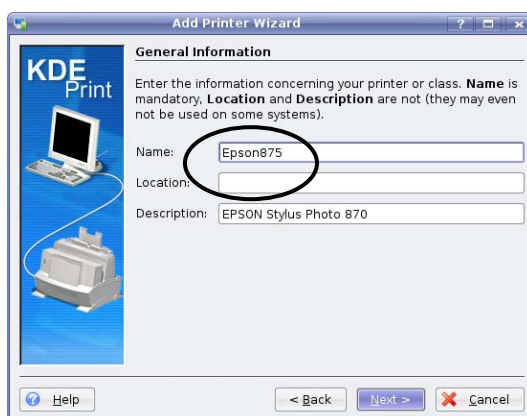 Add Printer Wizard
KDE
Print
General Information
Enter the information concerning your printer or class. Name is
mandatory, Location and Description are not (they may even
not be used on some systems).
Name: Epson875
Location:
Description: EPSON Stylus Photo 870
Help < Back Next > Cancel